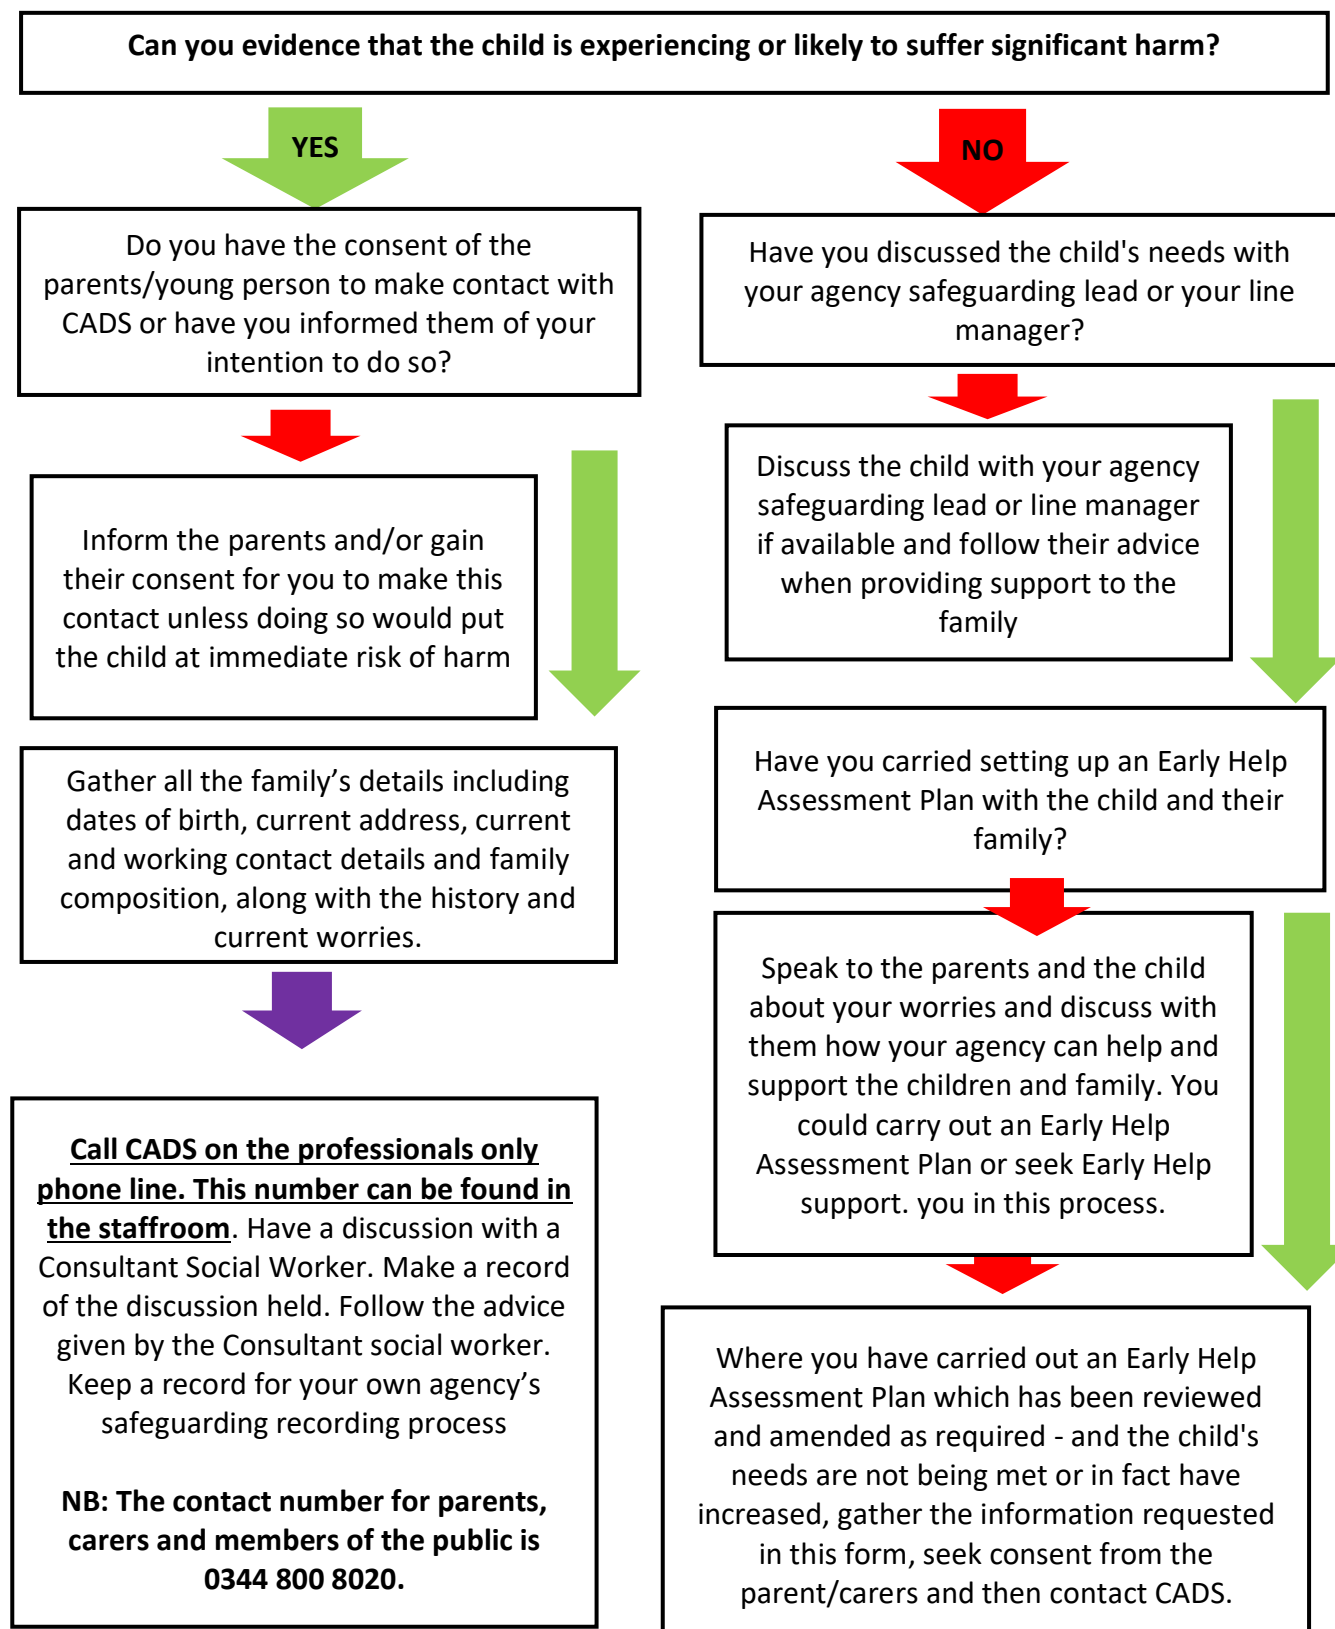 Can you evidence that the child is experiencing or likely to suffer significant harm?
YES
Do you have the consent of the
parents/young person to make contact with
CADS or have you informed them of your
intention to do so?
Inform the parents and/or gain
their consent for you to make this
contact unless doing so would put
the child at immediate risk of harm
Gather all the family’s details including
dates of birth, current address, current
and working contact details and family
composition, along with the history and
current worries.
Call CADS on the professionals only
phone line. This number can be found in
the staffroom. Have a discussion with a
Consultant Social Worker. Make a record
of the discussion held. Follow the advice
given by the Consultant social worker.
Keep a record for your own agency’s
safeguarding recording process
NB: The contact number for parents,
carers and members of the public is
0344 800 8020.
NO
Have you discussed the child's needs with
your agency safeguarding lead or your line
manager?
Discuss the child with your agency
safeguarding lead or line manager
if available and follow their advice
when providing support to the
family
Have you carried setting up an Early Help
Assessment Plan with the child and their
family?
Speak to the parents and the child
about your worries and discuss with
them how your agency can help and
support the children and family. You
could carry out an Early Help
Assessment Plan or seek Early Help
support. you in this process.
Where you have carried out an Early Help
Assessment Plan which has been reviewed
and amended as required - and the child's
needs are not being met or in fact have
increased, gather the information requested
in this form, seek consent from the
parent/carers and then contact CADS.